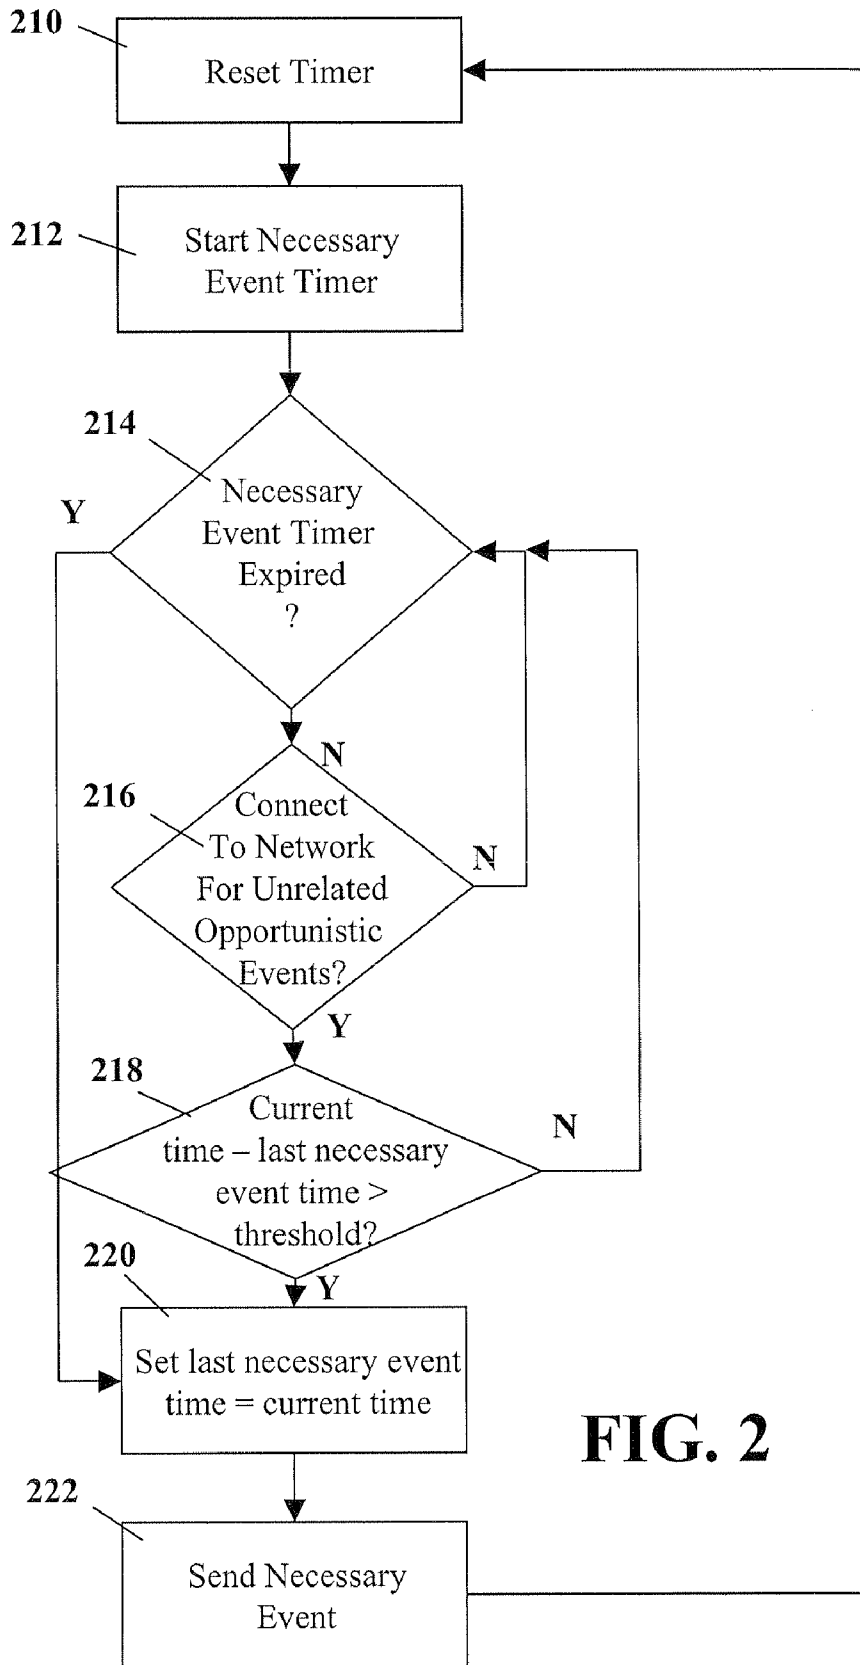 210
Reset Timer
212
Start Necessary
Event Timer
214
Y
Necessary
Event Timer
Expired
?
N
216
Connect
To Network
For Unrelated
Opportunistic
Events?
N
Y
218
Current
time – last necessary
event time >
threshold?
N
Y
220
Set last necessary event
time = current time
FIG. 2
222
Send Necessary
Event